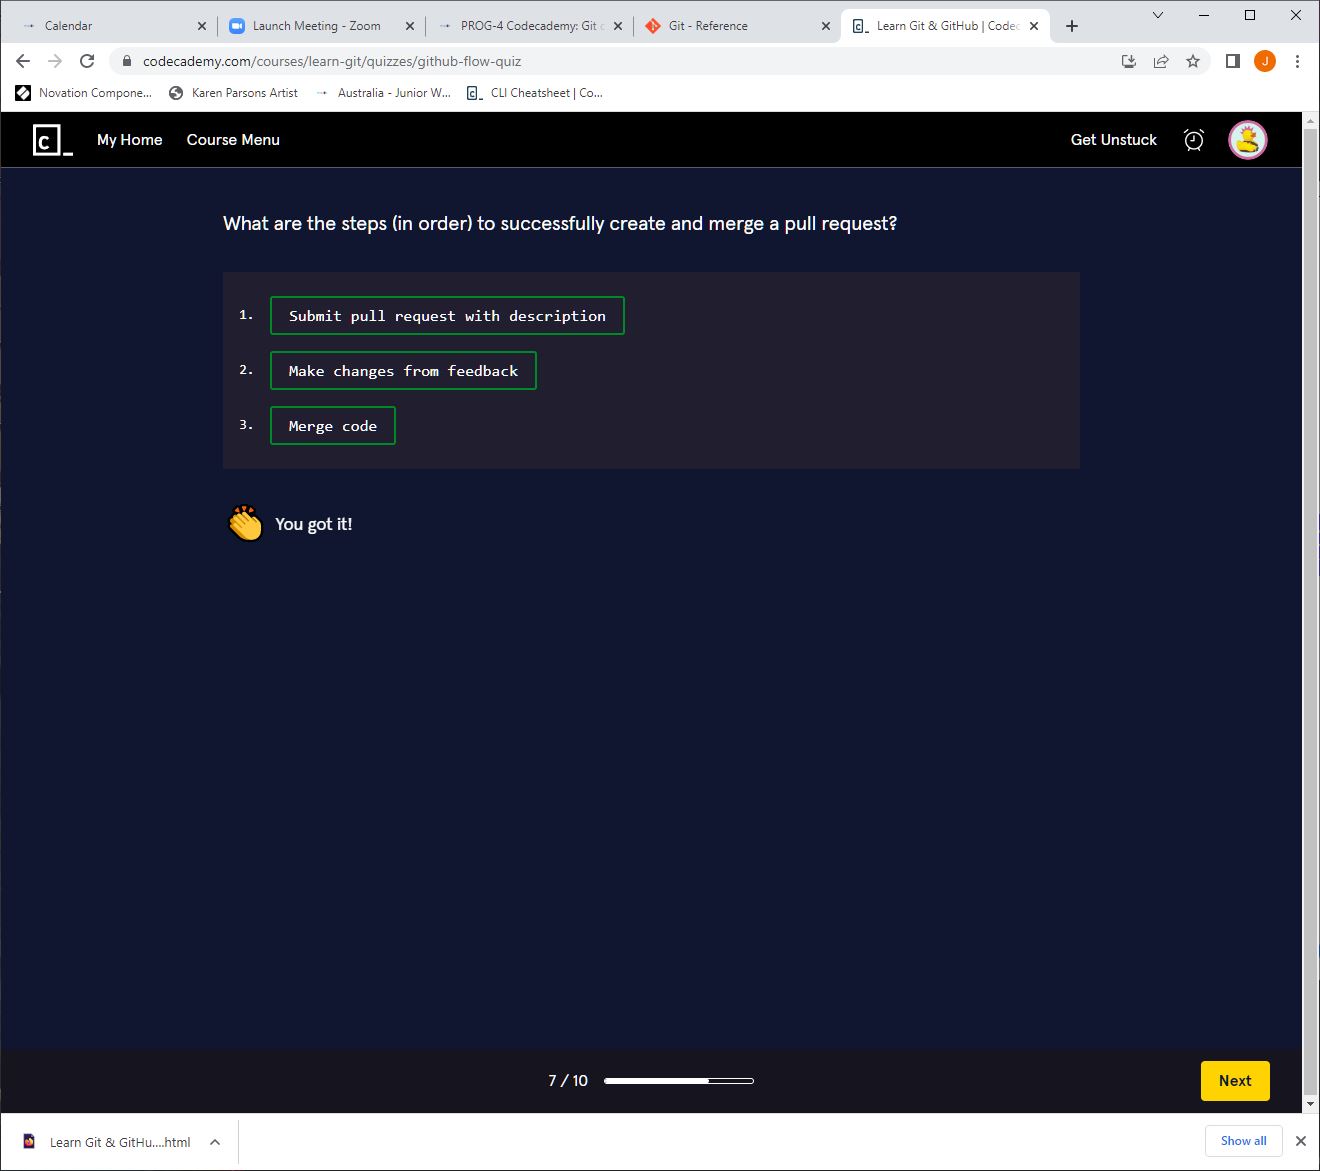 Calendar
Launch Meeting - Zoom
PROG-4 Codecademy: Git
Git - Reference
Learn Git & GitHub | Codec
codecademy.com/courses/learn-git/quizzes/github-flow-quiz
J
Novation Compone...
Karen Parsons Artist
Australia - Junior W...
CLI Cheatsheet | Co...
My Home
Course Menu
Get Unstuck
What are the steps (in order) to successfully create and merge a pull request?
1. Submit pull request with description
2. Make changes from feedback
3. Merge code
You got it!
7 / 10
Next
Learn Git & GitHu....html
Show all